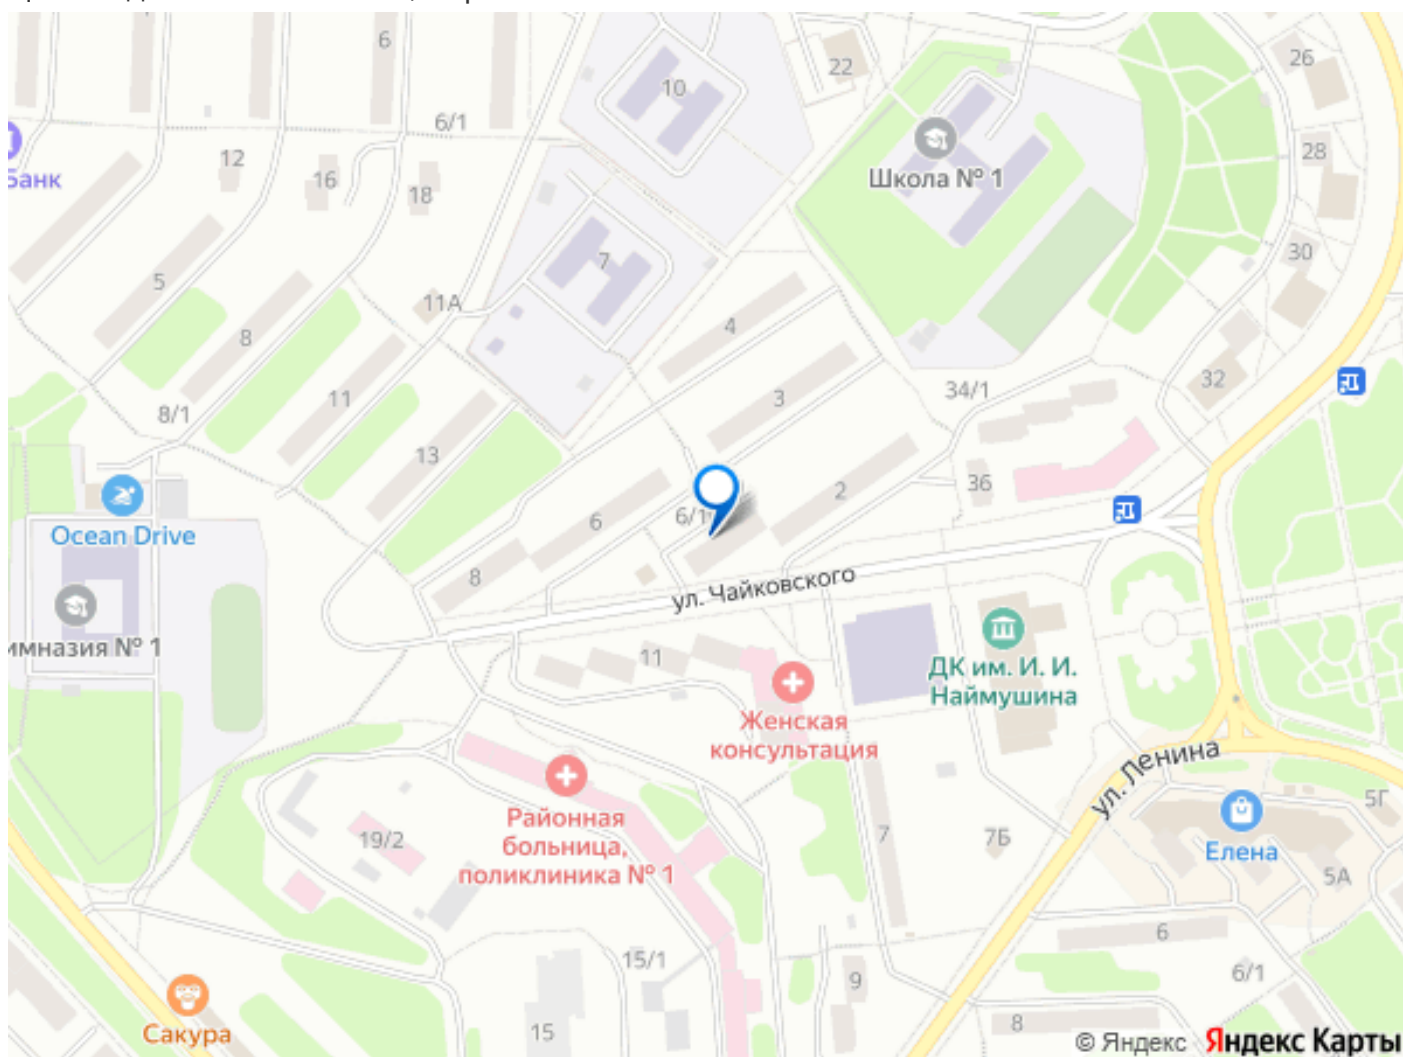 6
22
26
10
6/1
Школа № 1
28
12
16
18
Банк
7
30
5
11А
4
8
32
34/1
3
11
8/1
13
2
36
6
6/1
Ocean Drive
8
ул. Чайковского
имназия № 1
11
ДК им. И. И.
Наймушина
Женская
консультация
ул. Ленина
5Г
Районная
больница,
поликлиника № 1
19/2
7
7Б
Елена
5А
6
15/1
6/1
9
Сакура
15
8
© Яндекс Яндекс Карты